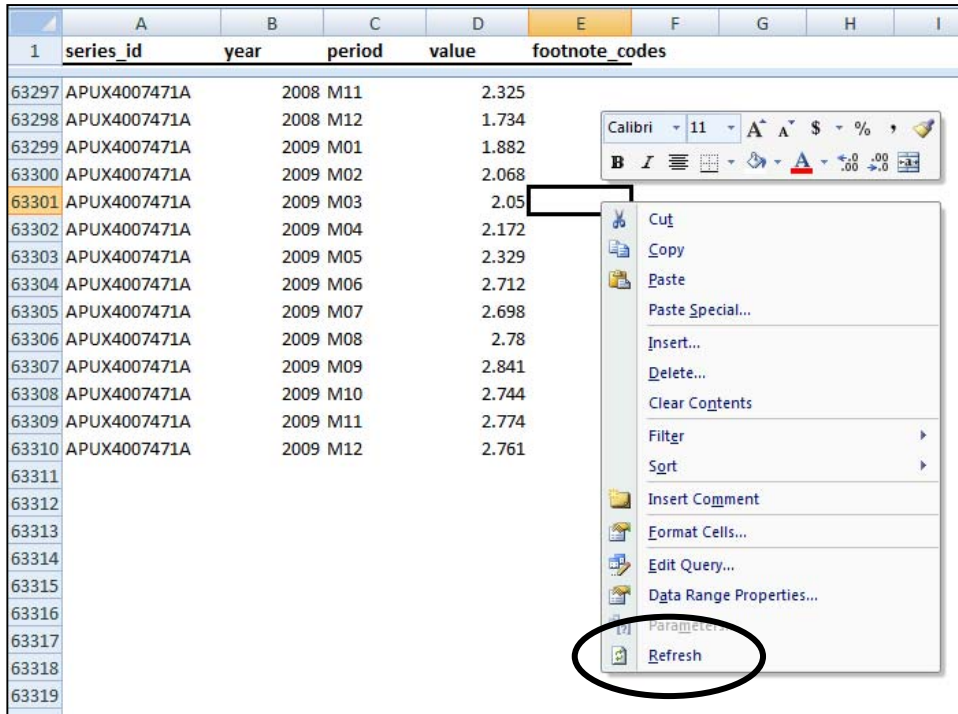 A B C D E F G H I
1 series_id year period value footnote_codes
63297 APUX4007471A 2008 M11 2.325
63298 APUX4007471A 2008 M12 1.734
63299 APUX4007471A 2009 M01 1.882
63300 APUX4007471A 2009 M02 2.068
63301 APUX4007471A 2009 M03 2.05
63302 APUX4007471A 2009 M04 2.172
63303 APUX4007471A 2009 M05 2.329
63304 APUX4007471A 2009 M06 2.712
63305 APUX4007471A 2009 M07 2.698
63306 APUX4007471A 2009 M08 2.78
63307 APUX4007471A 2009 M09 2.841
63308 APUX4007471A 2009 M10 2.744
63309 APUX4007471A 2009 M11 2.774
63310 APUX4007471A 2009 M12 2.761
63311
63312
63313
63314
63315
63316
63317
63318
63319
Calibri 11 A A $ % ,
B I A .0 .00 .00 .0 a
Cut
Copy
Paste
Paste Special...
Insert...
Delete...
Clear Contents
Filter
Sort
Insert Comment
Format Cells...
Edit Query...
Data Range Properties...
Parameters
Refresh